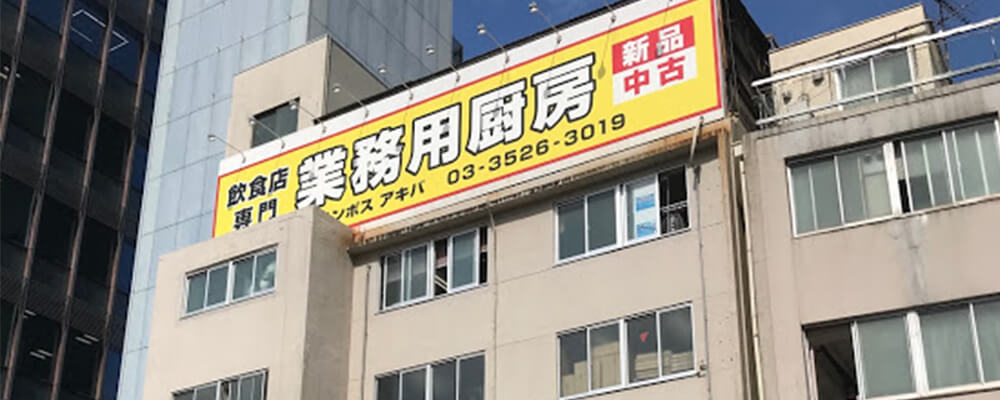 飲食店
専門
業務用厨房
新品
中古
ンボス アキバ 03-3526-3019